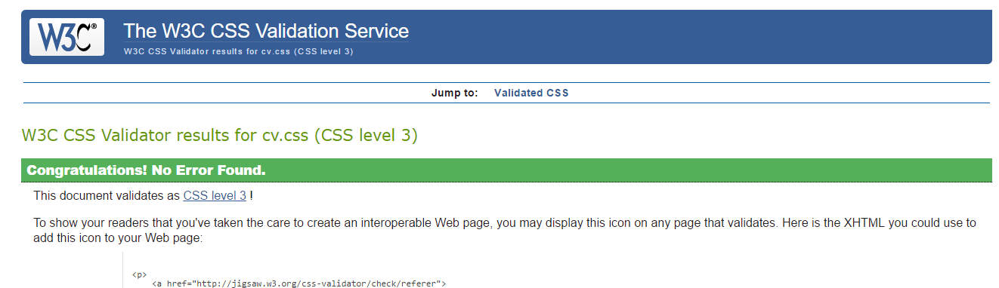 W3C®
The W3C CSS Validation Service
W3C CSS Validator results for cv.css (CSS level 3)
Jump to: Validated CSS
W3C CSS Validator results for cv.css (CSS level 3)
Congratulations! No Error Found.
This document validates as CSS level 3 !
To show your readers that you've taken the care to create an interoperable Web page, you may display this icon on any page that validates. Here is the XHTML you could use to
add this icon to your Web page:
<p>
<a href="http://jigsaw.w3.org/css-validator/check/referer">